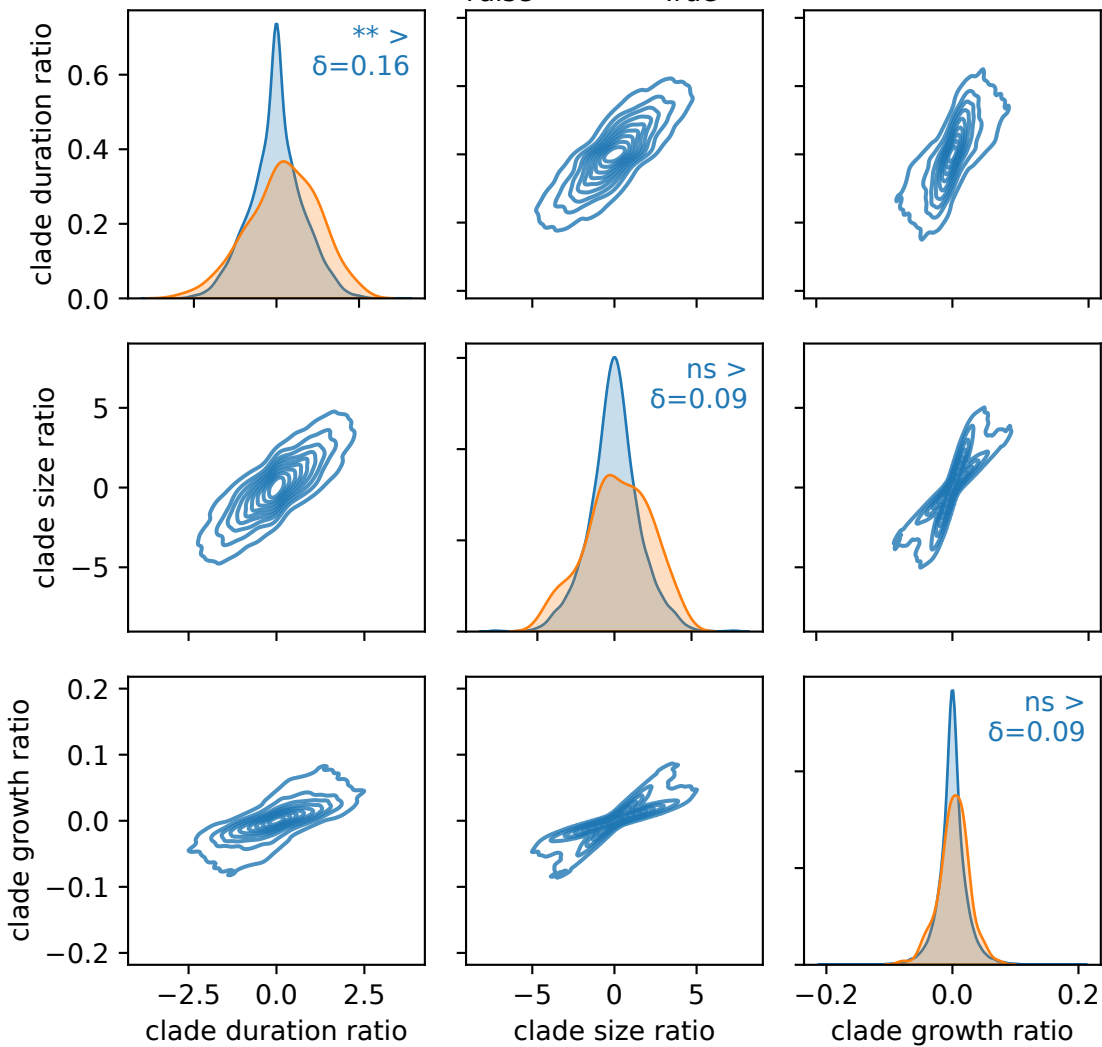 clade duration ratio
0.6
0.4
0.2
0.0
** >
δ=0.16
clade size ratio
5
0
−5
ns >
δ=0.09
clade growth ratio
0.2
0.1
0.0
−0.1
−0.2
ns >
δ=0.09
−2.5 0.0 2.5
−5 0 5
−0.2 0.0 0.2
clade duration ratio
clade size ratio
clade growth ratio